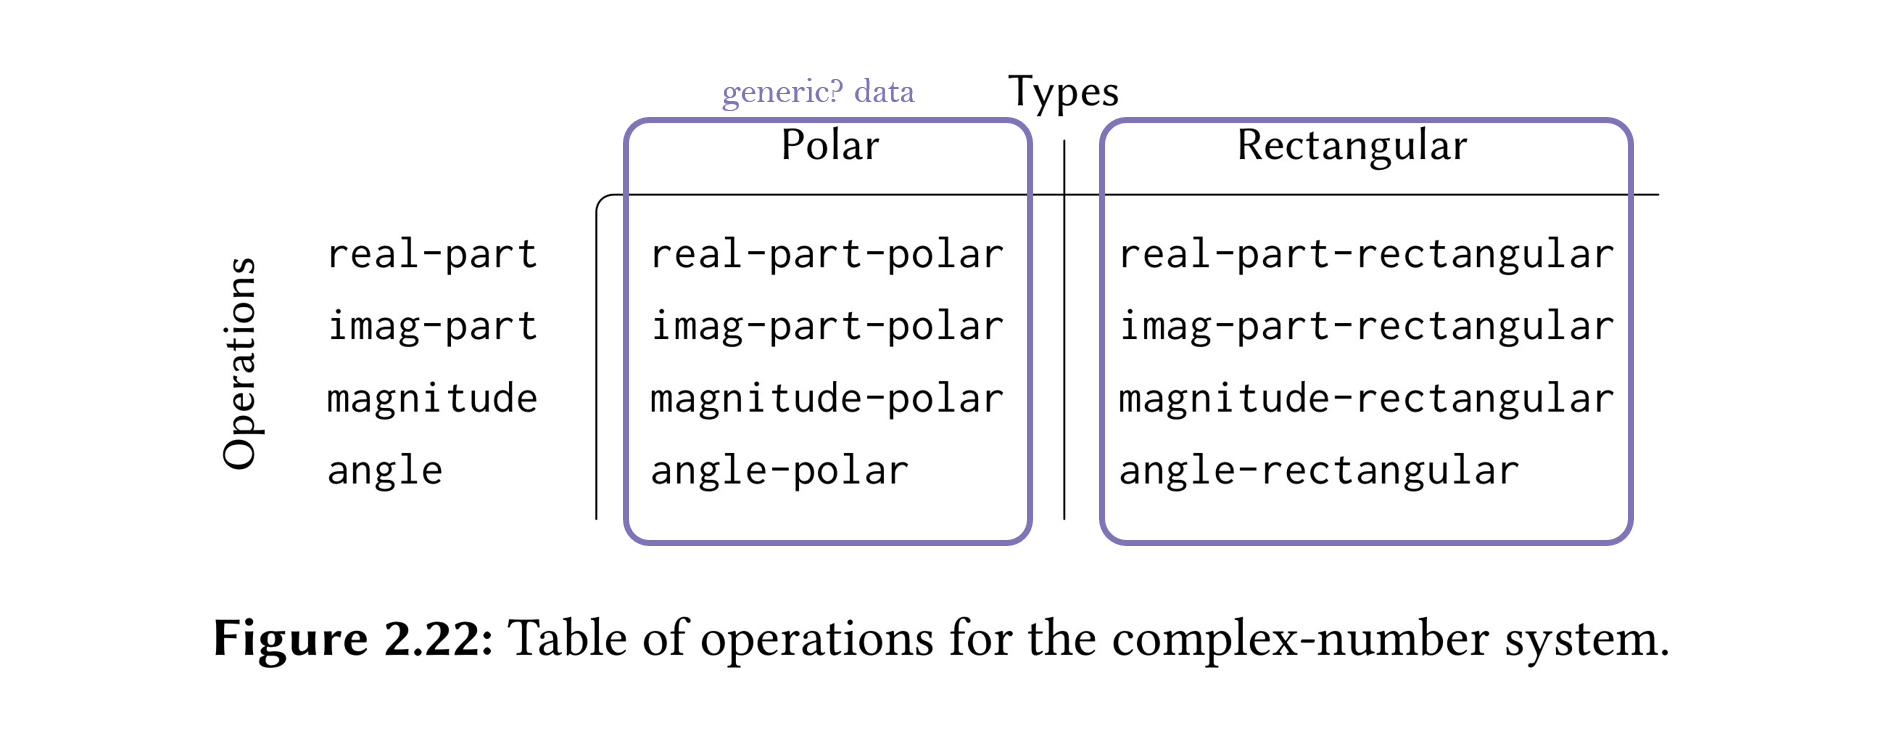 generic? data Types
Polar Rectangular
Operations
real-part real-part-polar real-part-rectangular
imag-part imag-part-polar imag-part-rectangular
magnitude magnitude-polar magnitude-rectangular
angle angle-polar angle-rectangular
Figure 2.22: Table of operations for the complex-number system.